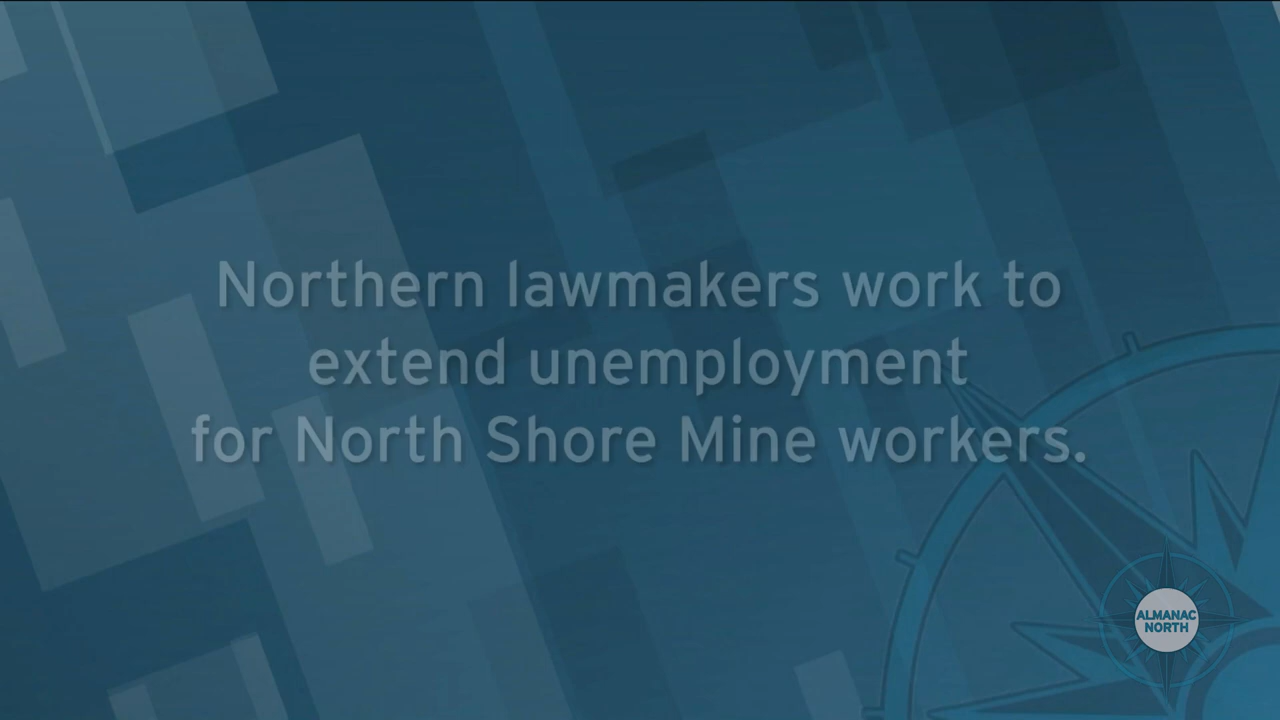 Northern lawmakers work to
extend unemployment
for North Shore Mine workers.
ALMANAC
NORTH